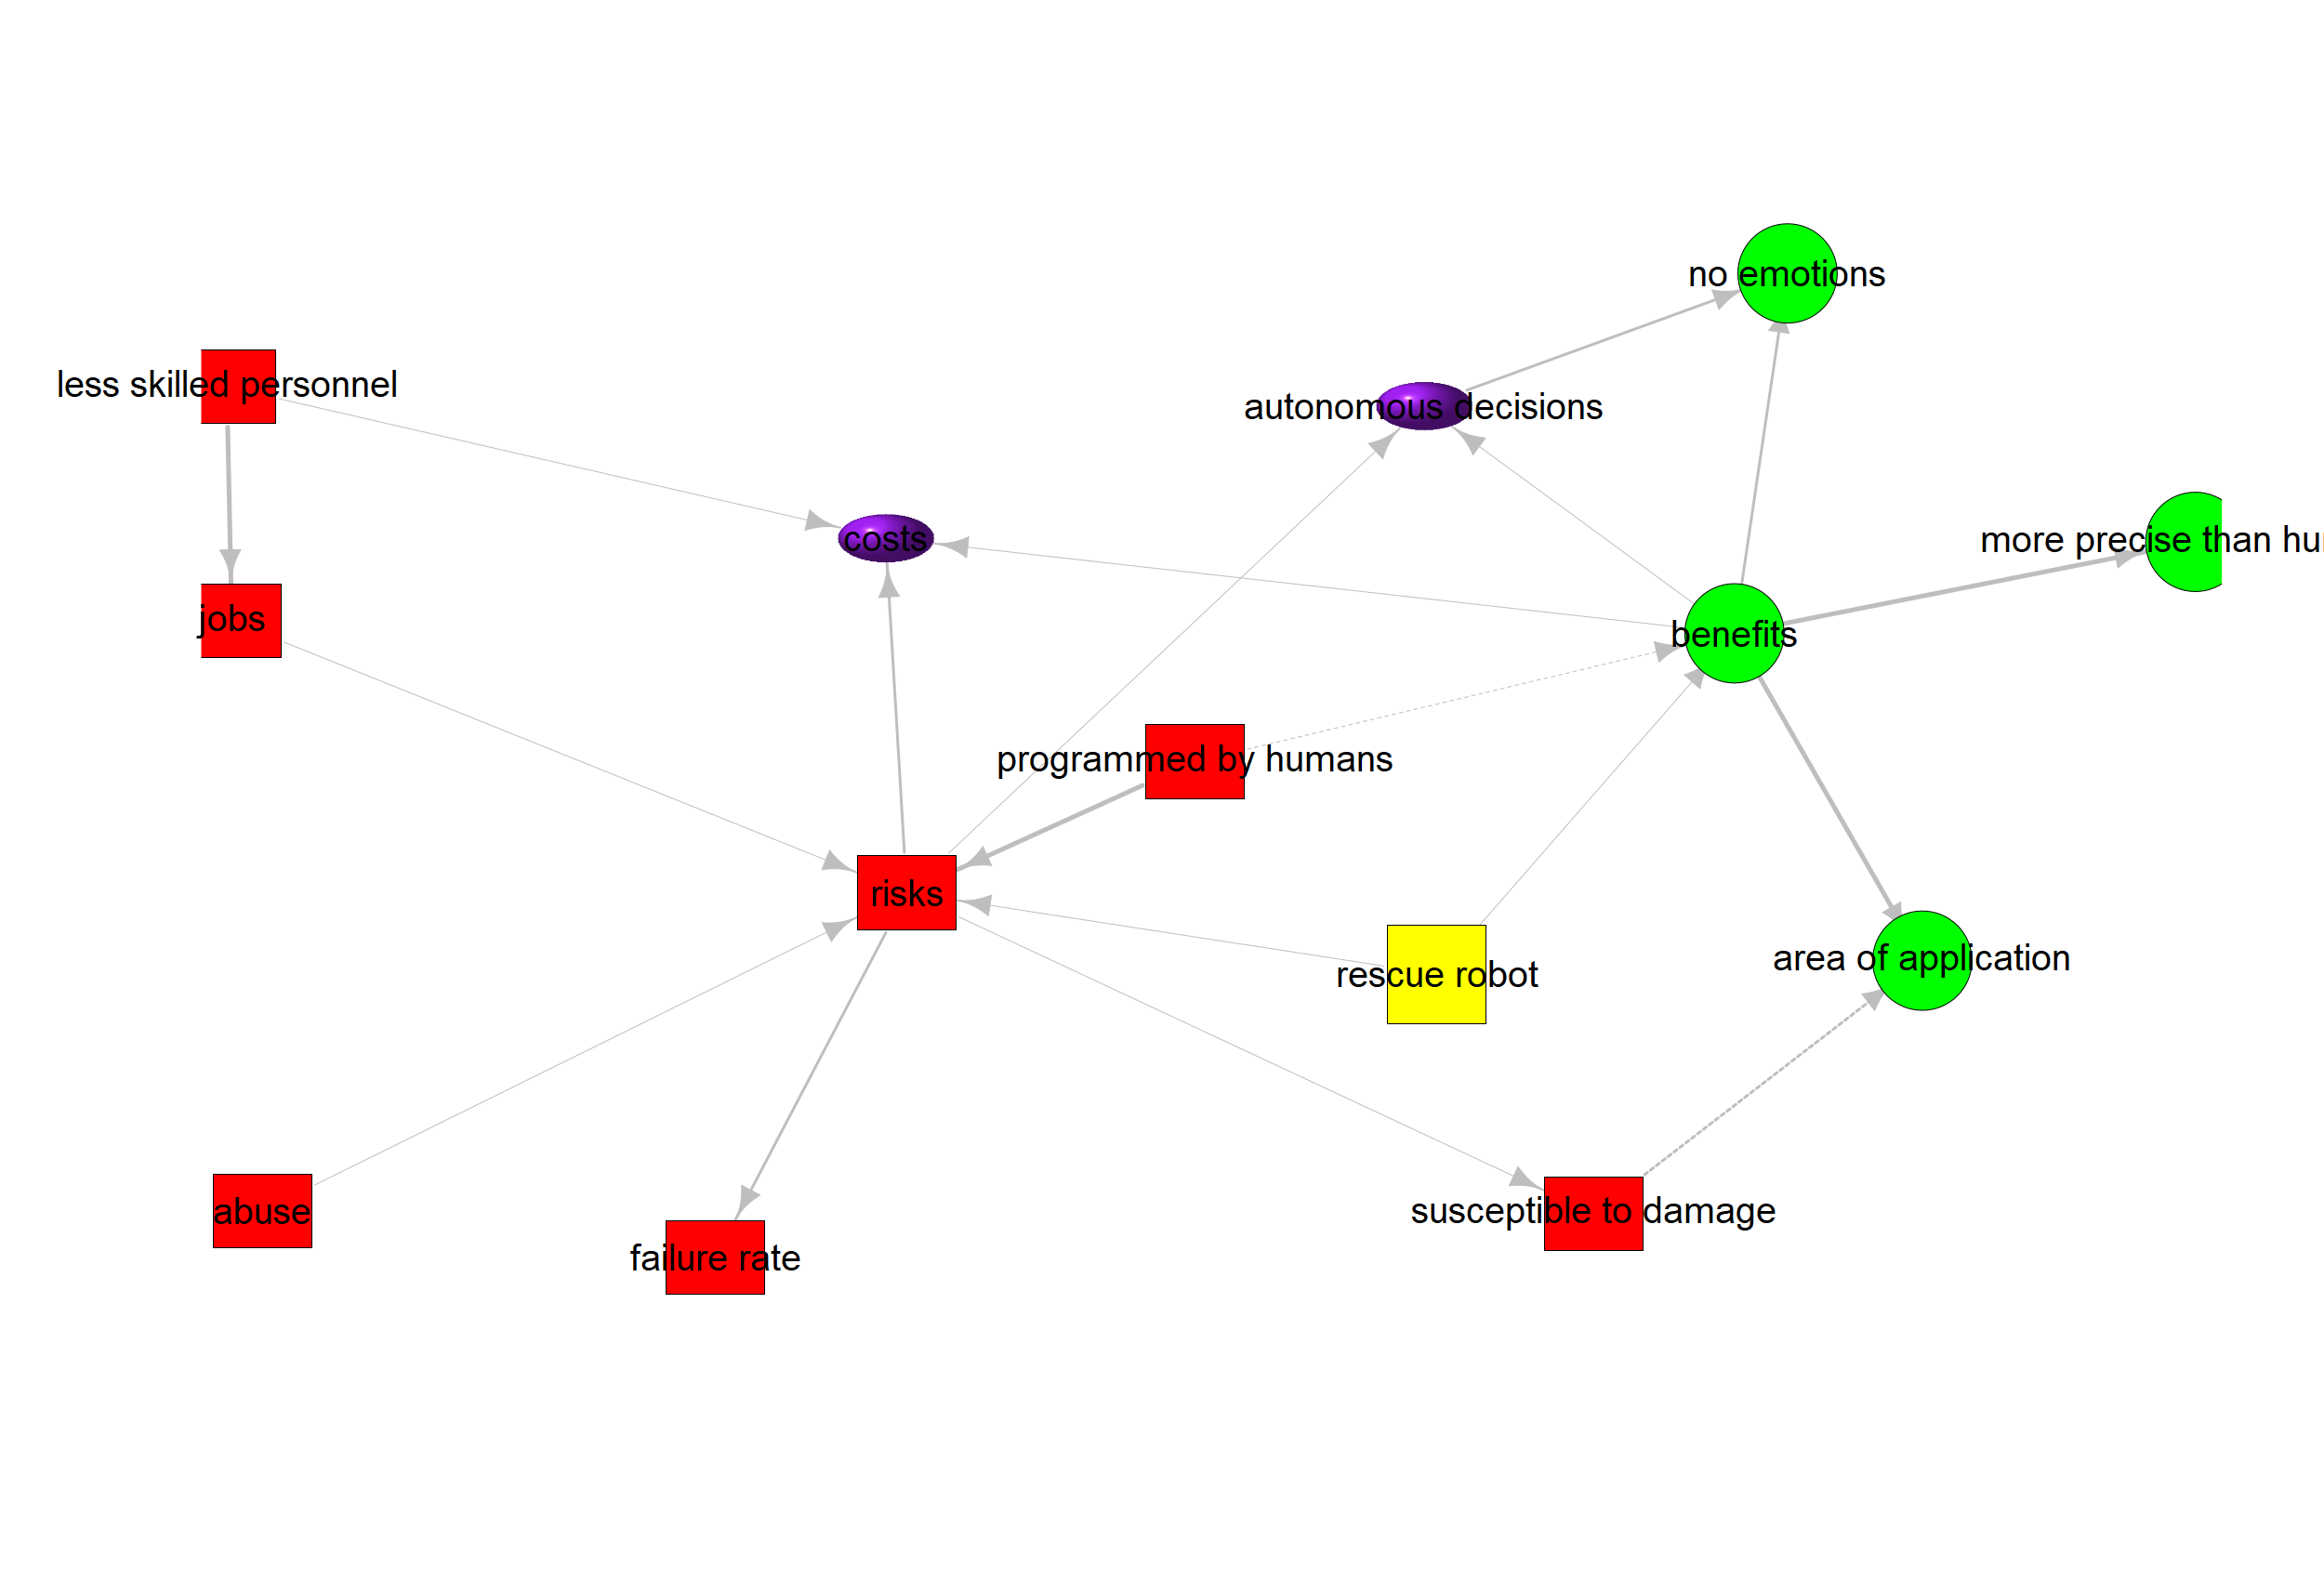 no emotions
less skilled personnel
autonomous decisions
costs
more precise than
jobs
benefits
programmed by humans
risks
area of application
rescue robot
abuse
susceptible to damage
failure rate